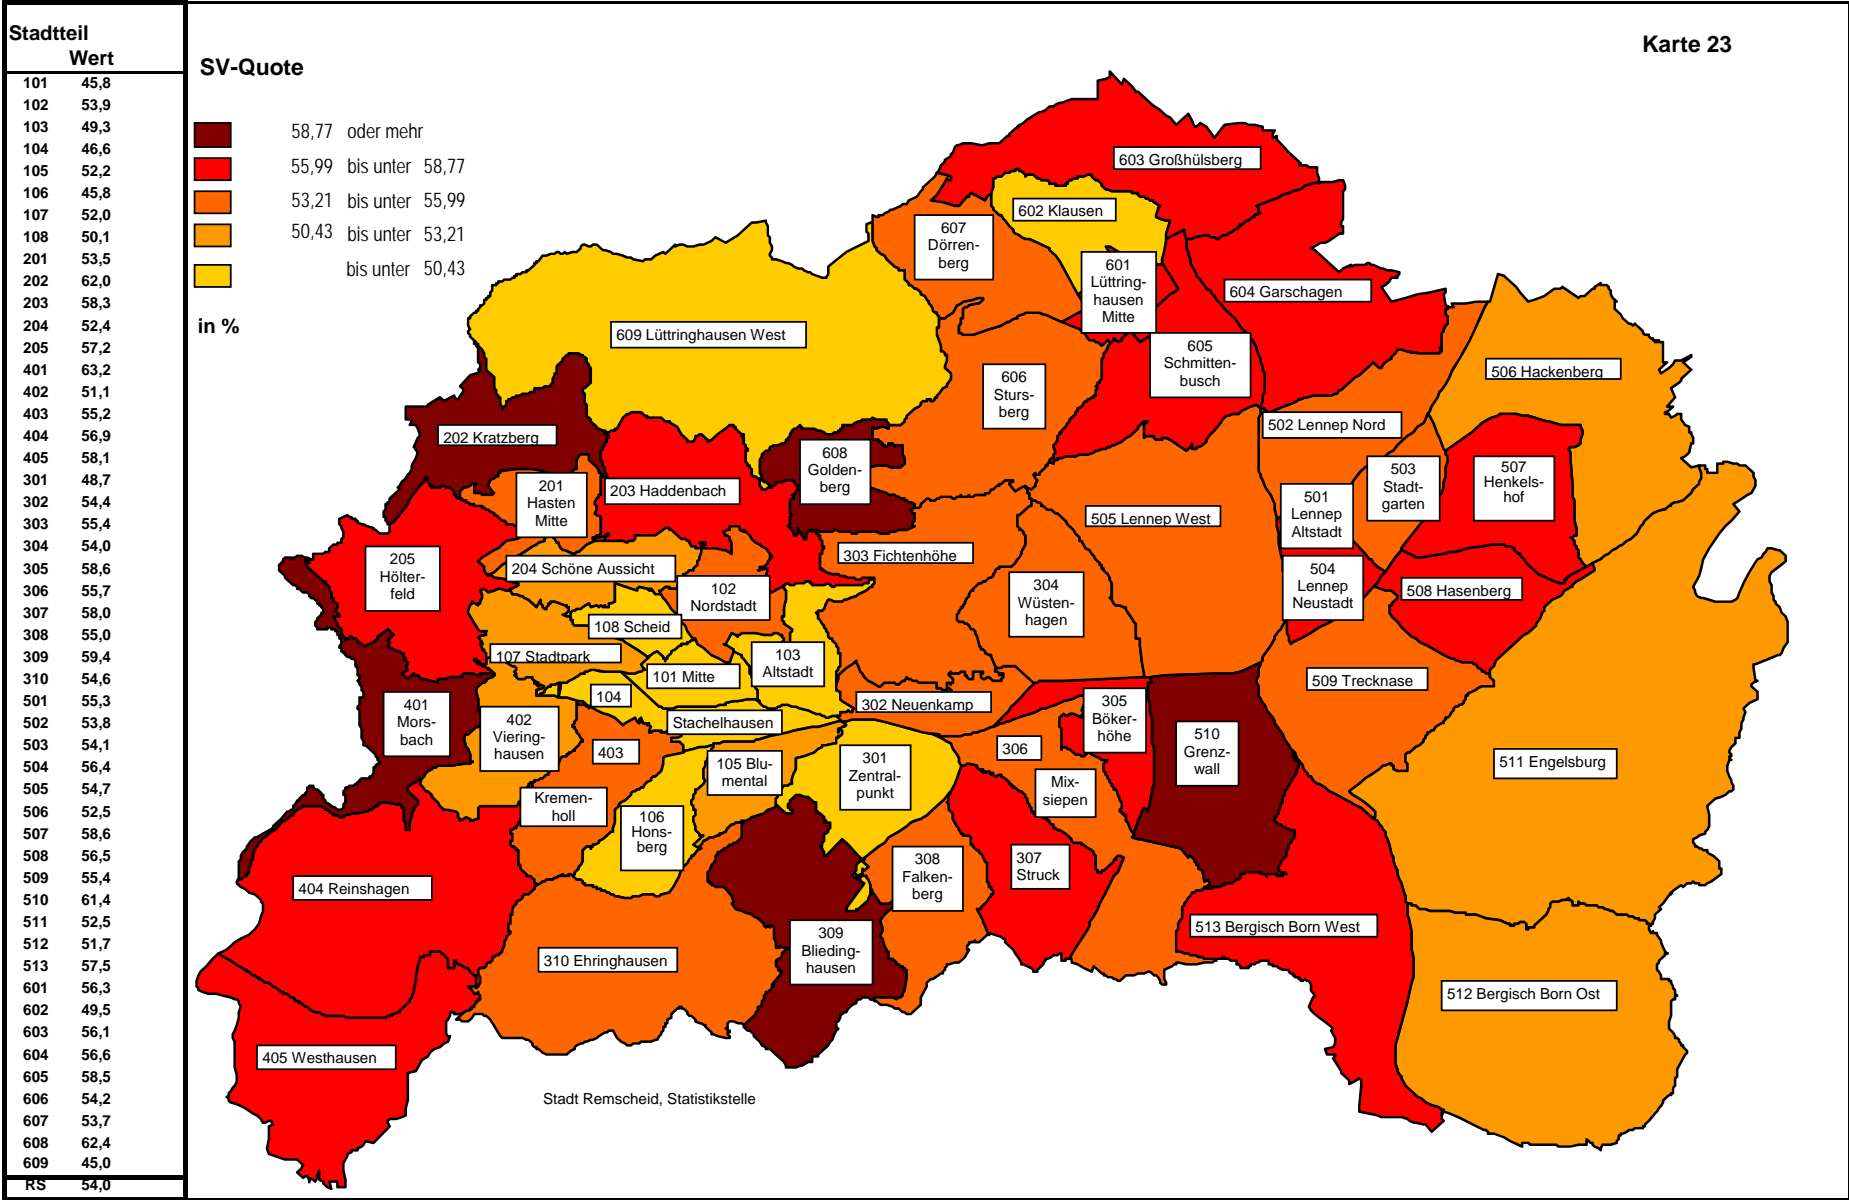 Stadtteil
Wert
101 45,8
102 53,9
103 49,3
104 46,6
105 52,2
106 45,8
107 52,0
108 50,1
201 53,5
202 62,0
203 58,3
204 52,4
205 57,2
401 63,2
402 51,1
403 55,2
404 56,9
405 58,1
301 48,7
302 54,4
303 55,4
304 54,0
305 58,6
306 55,7
307 58,0
308 55,0
309 59,4
310 54,6
501 55,3
502 53,8
503 54,1
504 56,4
505 54,7
506 52,5
507 58,6
508 56,5
509 55,4
510 61,4
511 52,5
512 51,7
513 57,5
601 56,3
602 49,5
603 56,1
604 56,6
605 58,5
606 54,2
607 53,7
608 62,4
609 45,0
RS 54,0
SV-Quote
58,77 oder mehr
55,99 bis unter 58,77
53,21 bis unter 55,99
50,43 bis unter 53,21
bis unter 50,43
in %
Karte 23
603 Großhülsberg
602 Klausen
607
Dörren-
berg
601
Lüttring-
hausen
Mitte
604 Garschagen
609 Lüttringhausen West
605
Schmitten-
busch
606
Sturs-
berg
506 Hackenberg
502 Lennep Nord
202 Kratzberg
608
Golden-
berg
503
Stadt-
garten
507
Henkels-
hof
201
Hasten
Mitte
203 Haddenbach
501
Lennep
Altstadt
505 Lennep West
303 Fichtenhöhe
205
Hölter-
feld
204 Schöne Aussicht
102
Nordstadt
304
Wüsten-
hagen
504
Lennep
Neustadt
508 Hasenberg
108 Scheid
107 Stadtpark
103
Altstadt
101 Mitte
104
Stachelhausen
302 Neuenkamp
305
Böker-
höhe
509 Trecknase
401
Mors-
bach
402
Viering-
hausen
403
Kremen-
holl
105 Blu-
mental
301
Zentral-
punkt
306
Mix-
siepen
510
Grenz-
wall
511 Engelsburg
106
Hons-
berg
308
Falken-
berg
307
Struck
404 Reinshagen
309
Blieding-
hausen
513 Bergisch Born West
310 Ehringhausen
512 Bergisch Born Ost
405 Westhausen
Stadt Remscheid, Statistikstelle